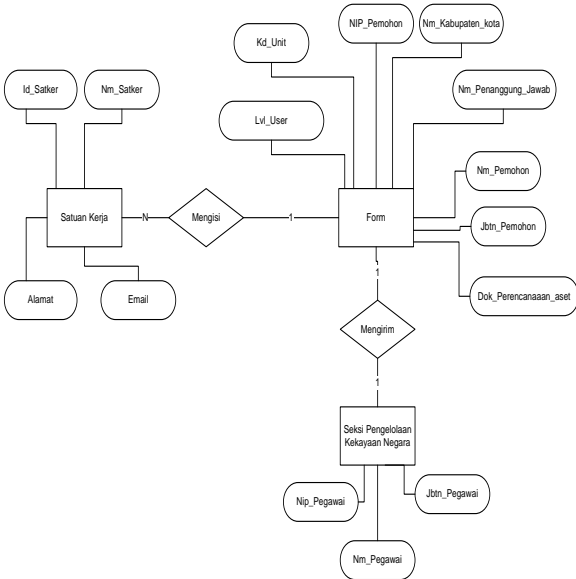 NIP_Pemohon
Nm_Kabupaten_kota
Kd_Unit
Id_Satker
Nm_Satker
Nm_Penanggung_Jawab
Lvl_User
Nm_Pemohon
Satuan Kerja
N
Mengisi
1
Form
Jbtn_Pemohon
1
Alamat
Email
Dok_Perencanaaan_aset
Mengirim
1
Seksi Pengelolaan
Kekayaan Negara
Nip_Pegawai
Jbtn_Pegawai
Nm_Pegawai